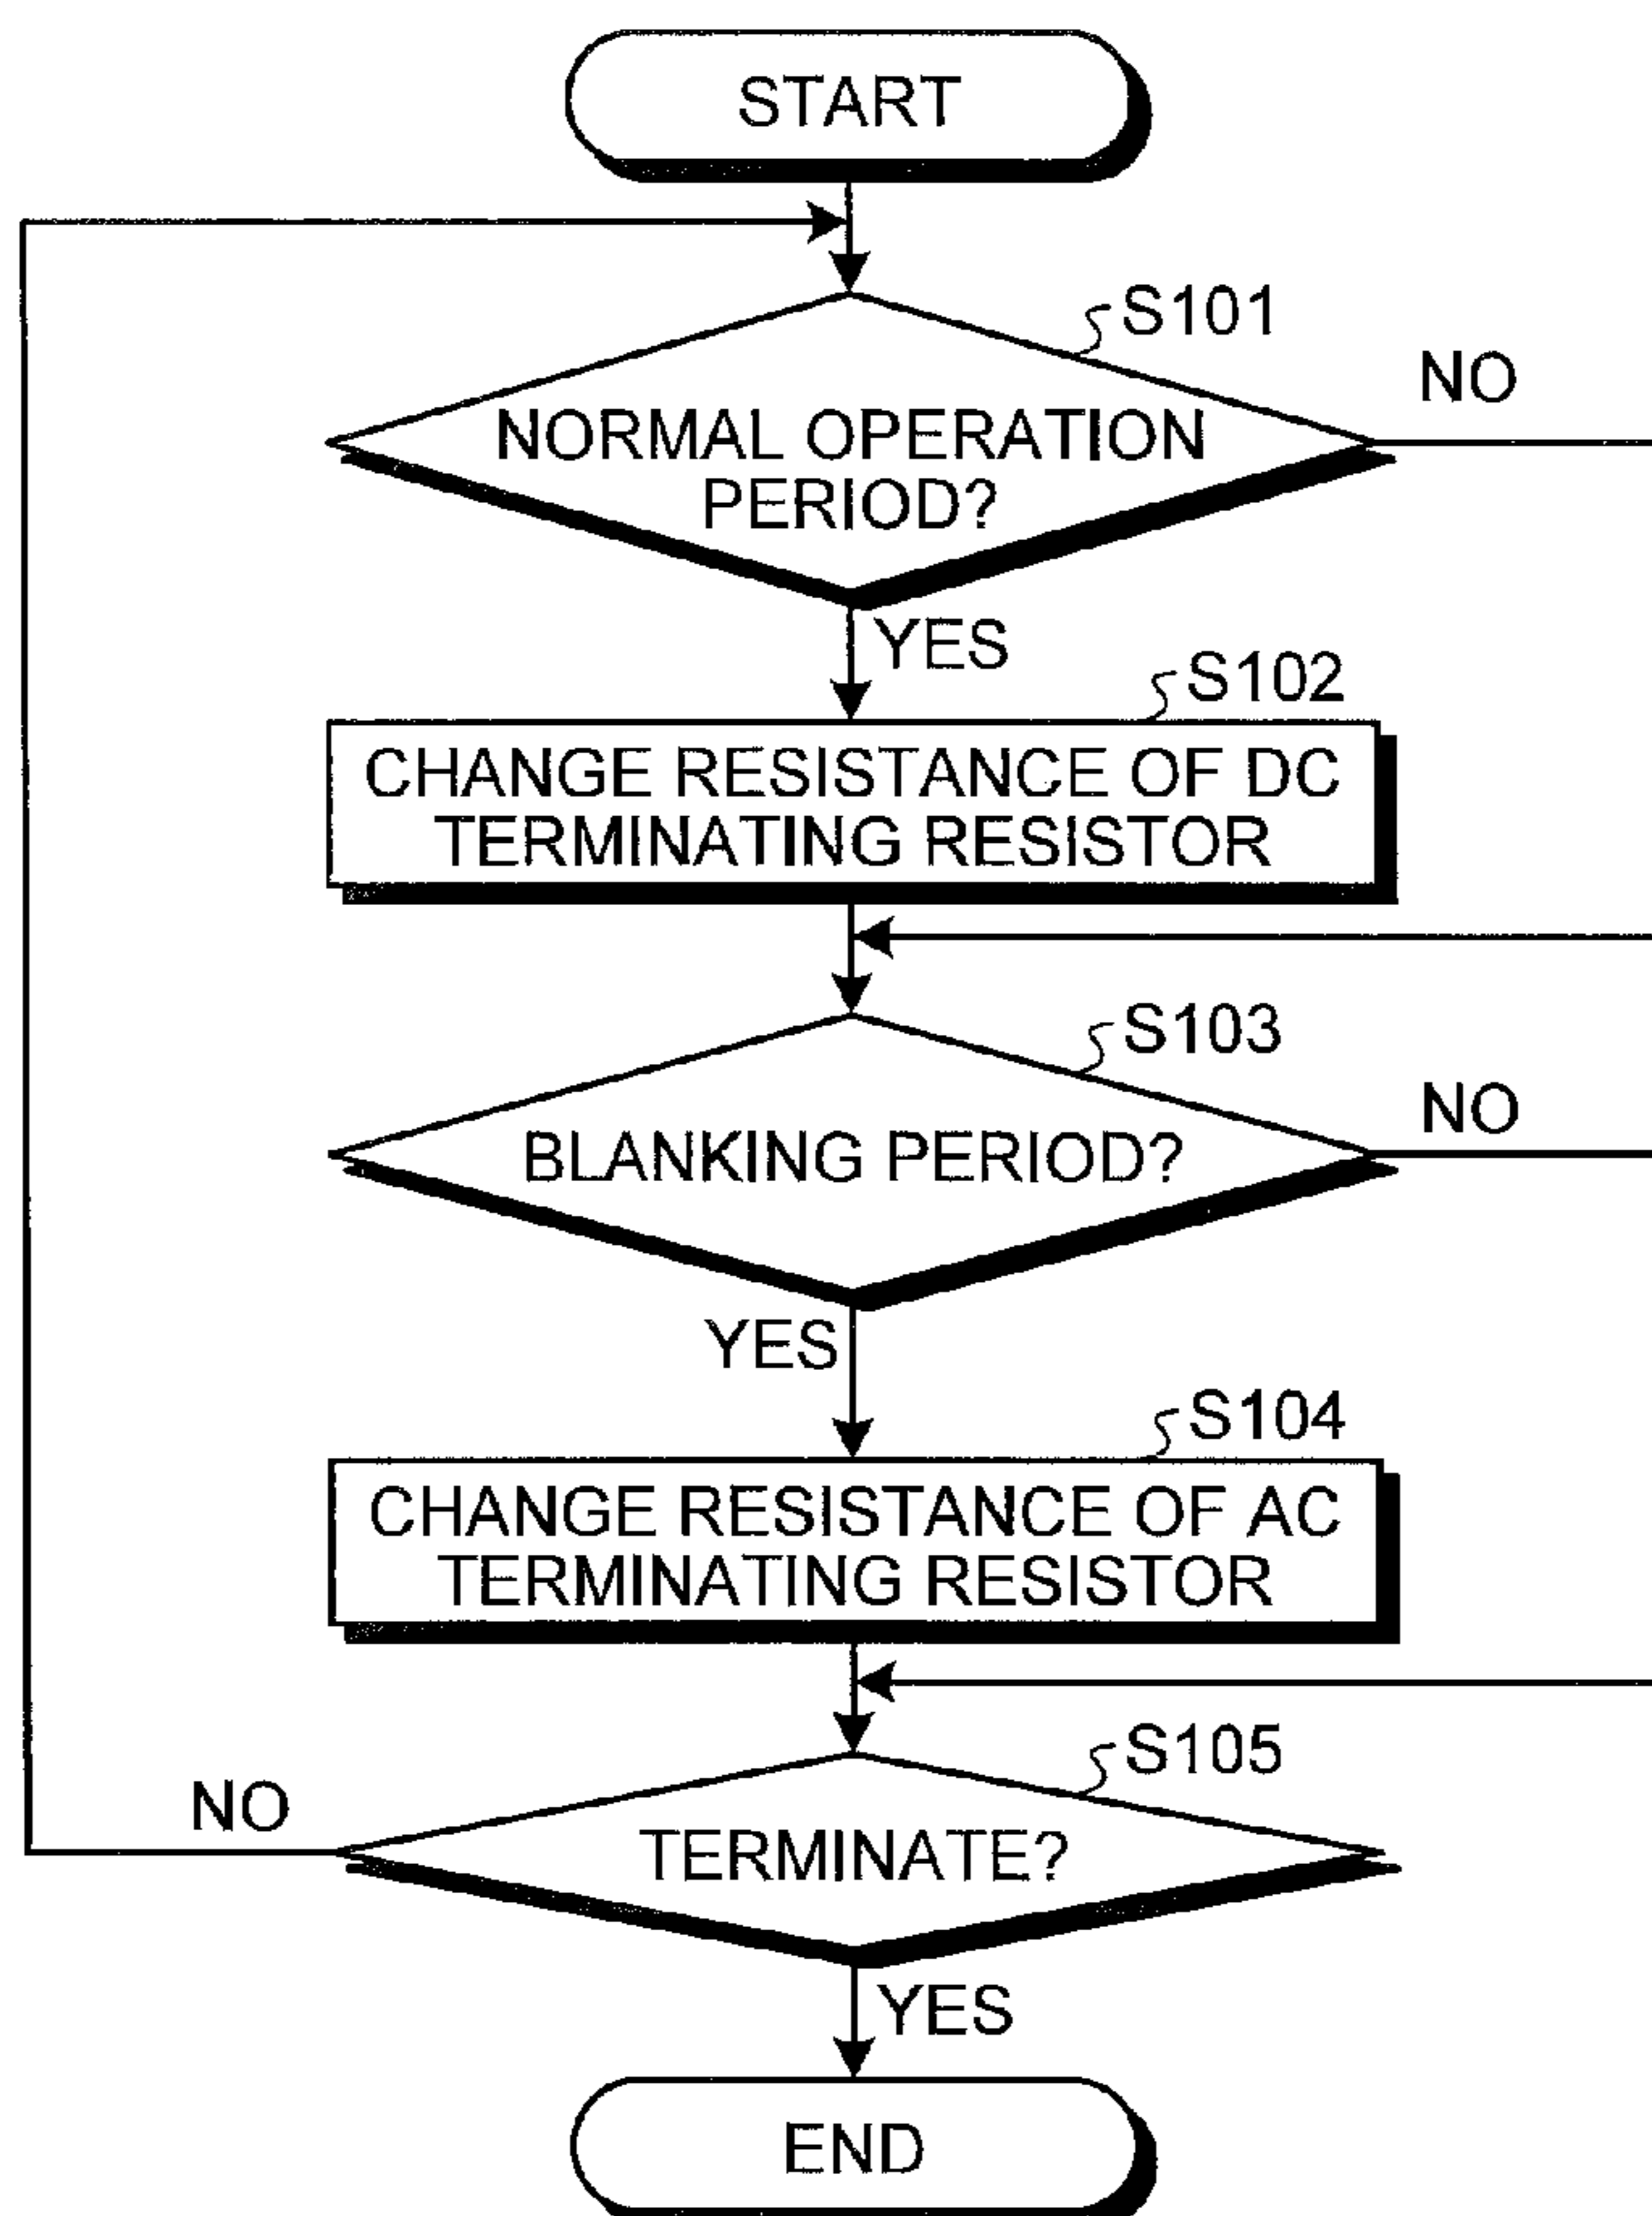 START
S101
NO
NORMAL OPERATION
PERIOD?
YES
S102
CHANGE RESISTANCE OF DC
TERMINATING RESISTOR
S103
NO
BLANKING PERIOD?
YES
S104
CHANGE RESISTANCE OF AC
TERMINATING RESISTOR
S105
NO
TERMINATE?
YES
END